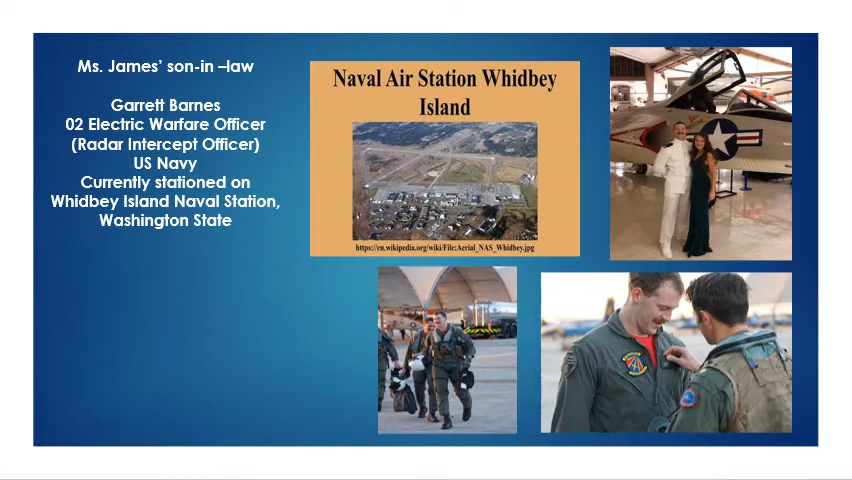 Ms. James' son-in –law
Garrett Barnes
02 Electric Warfare Officer
(Radar Intercept Officer)
US Navy
Currently stationed on
Whidbey Island Naval Station,
Washington State
Naval Air Station Whidbey
Island
https://en.wikipedia.org/wiki/File:Aerial_NAS_Whidbey.jpg